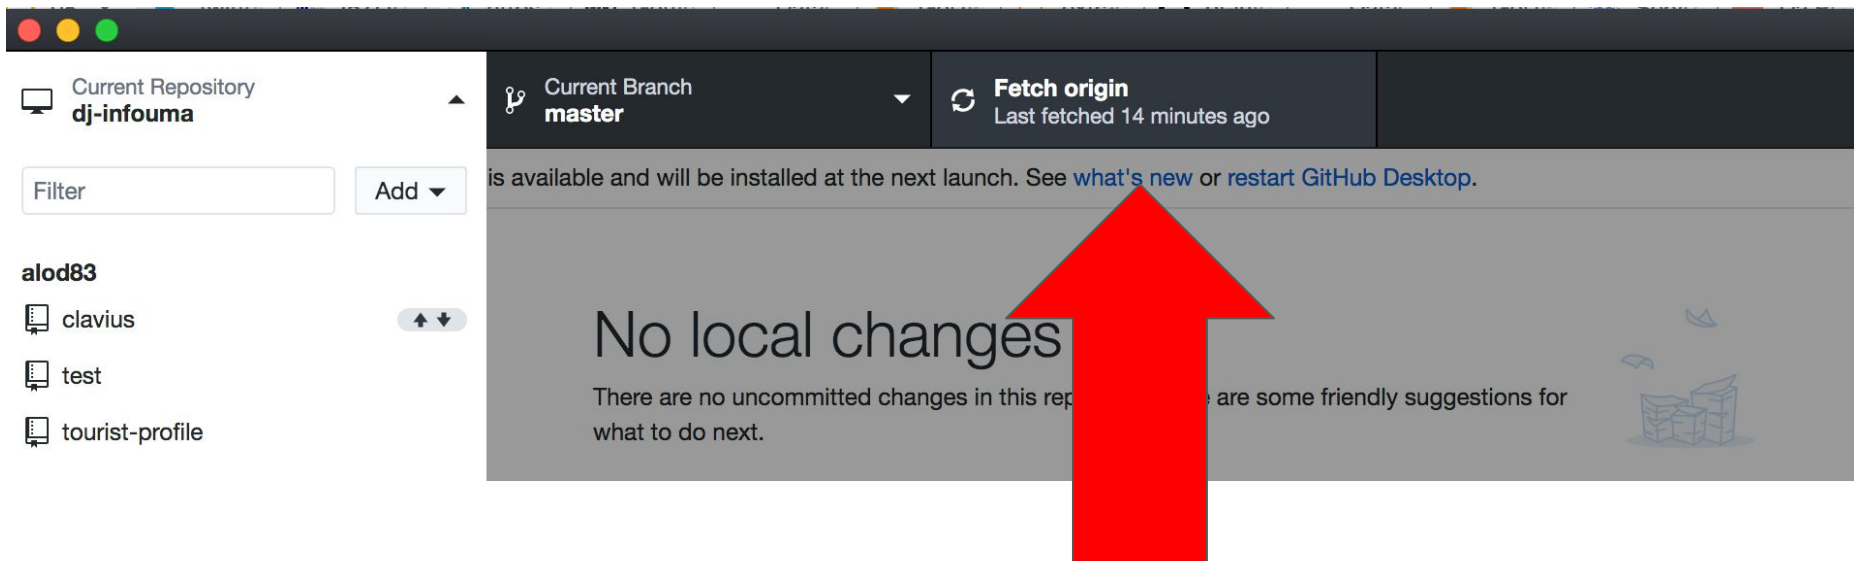 Current Repository
dj-infouma
Current Branch
master
Fetch origin
Last fetched 14 minutes ago
Filter
Add
is available and will be installed at the next launch. See what's new or restart GitHub Desktop.
alod83
clavius
test
tourist-profile
No local changes
There are no uncommitted changes in this rep are some friendly suggestions for
what to do next.